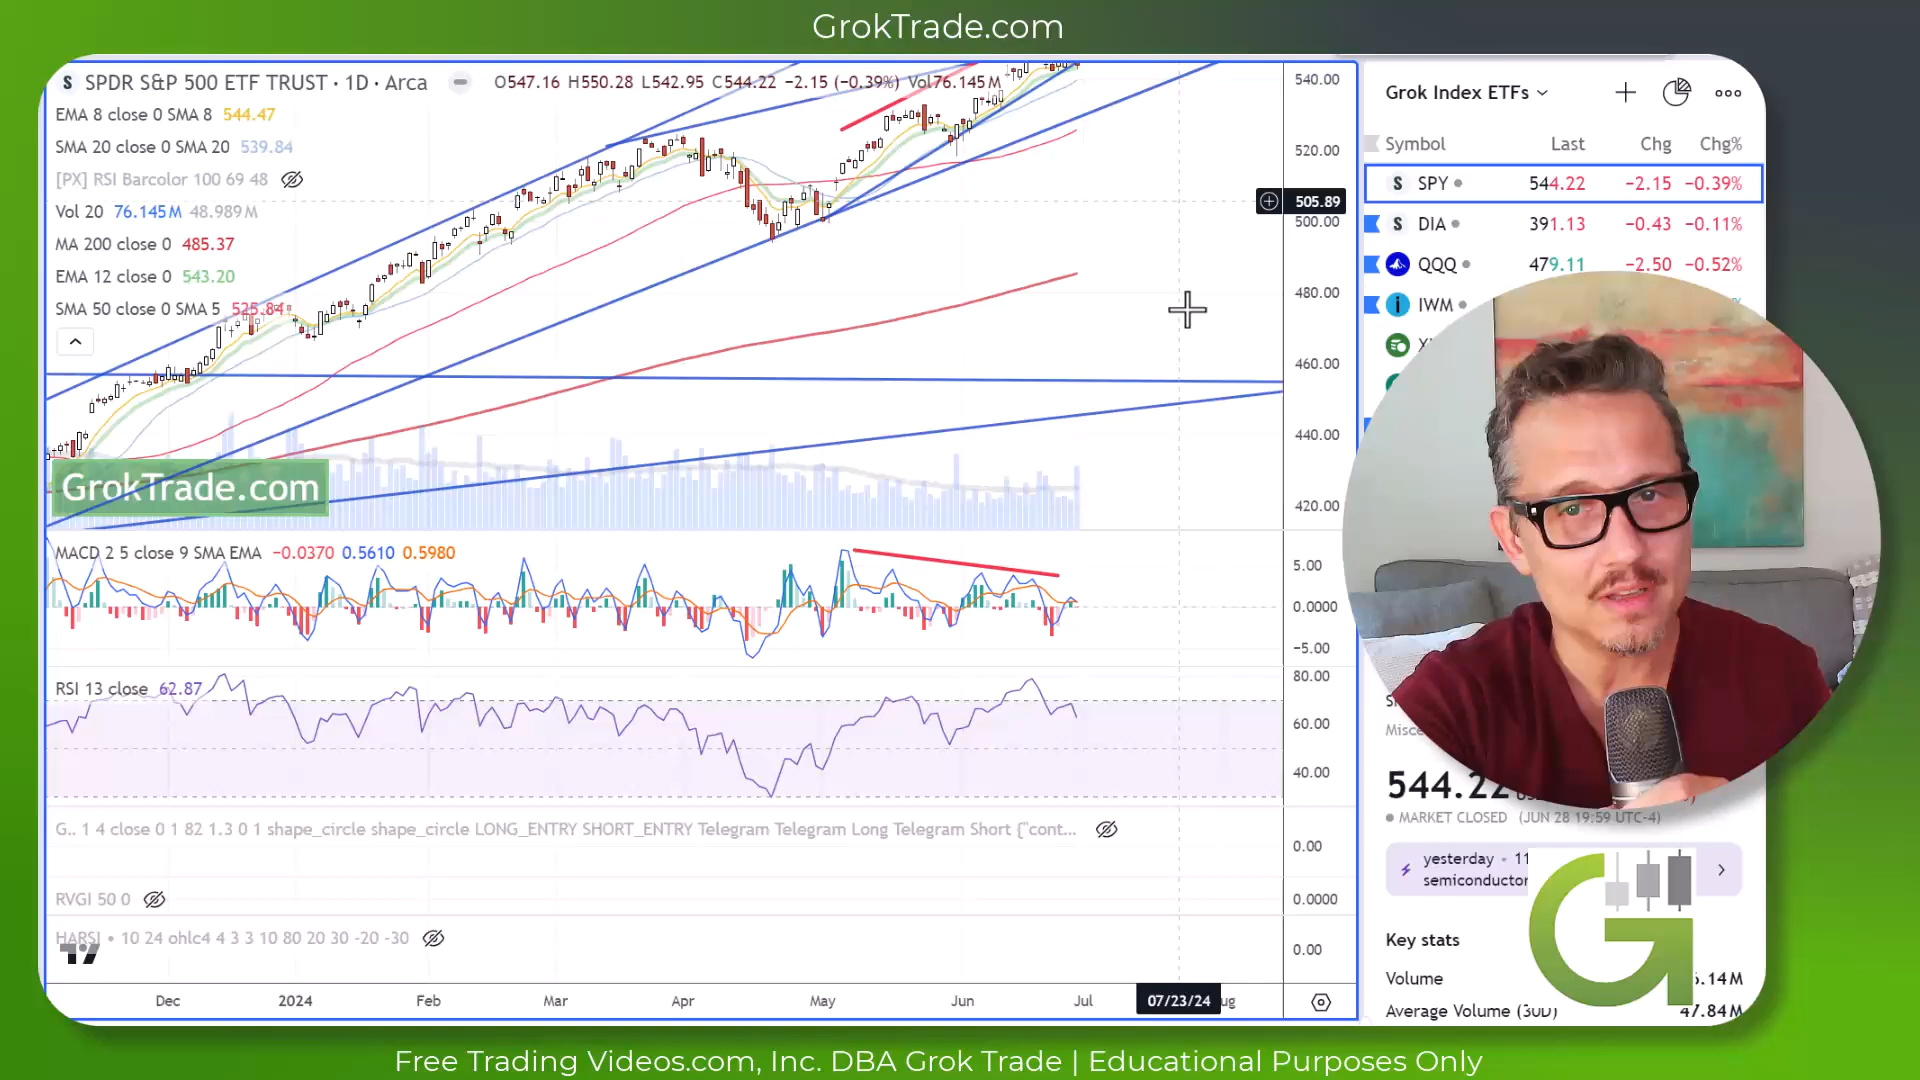 GrokTrade.com
S SPDR S&P 500 ETF TRUST · 1D · Arca O547.16 H550.28 L542.95 C544.22 −2.15 (−0.39%) Vol76.145M
EMA 8 close 0 SMA 8 544.47
SMA 20 close 0 SMA 20 539.84
[PX] RSI Barcolor 100 69 48
Vol 20 76.145M 48.989M
MA 200 close 0 485.37
EMA 12 close 0 543.20
SMA 50 close 0 SMA 5 525.84
540.00
520.00
505.89
500.00
480.00
460.00
440.00
420.00
GrokTrade.com
MACD 2 5 close 9 SMA EMA −0.0370 0.5610 0.5980
5.00
0.0000
−5.00
RSI 13 close 62.87
80.00
60.00
40.00
G.. 1 4 close 0 1 82 1.3 0 1 shape_circle shape_circle LONG_ENTRY SHORT_ENTRY Telegram Telegram Long Telegram Short {"cont...
0.00
RVGI 50 0
0.0000
HARSI • 10 24 ohlc4 4 3 3 10 80 20 30 -20 -30
0.00
Dec 2024 Feb Mar Apr May Jun Jul 07/23/24 ug
Grok Index ETFs
Symbol Last Chg Chg%
S SPY 544.22 −2.15 −0.39%
S DIA 391.13 −0.43 −0.11%
QQQ 479.11 −2.50 −0.52%
i IWM
544.22
MARKET CLOSED (JUN 28 19:59 UTC-4)
yesterday • 11
semiconductor
Key stats
Volume 6.14M
Average Volume (30D) 47.84M
Free Trading Videos.com, Inc. DBA Grok Trade | Educational Purposes Only